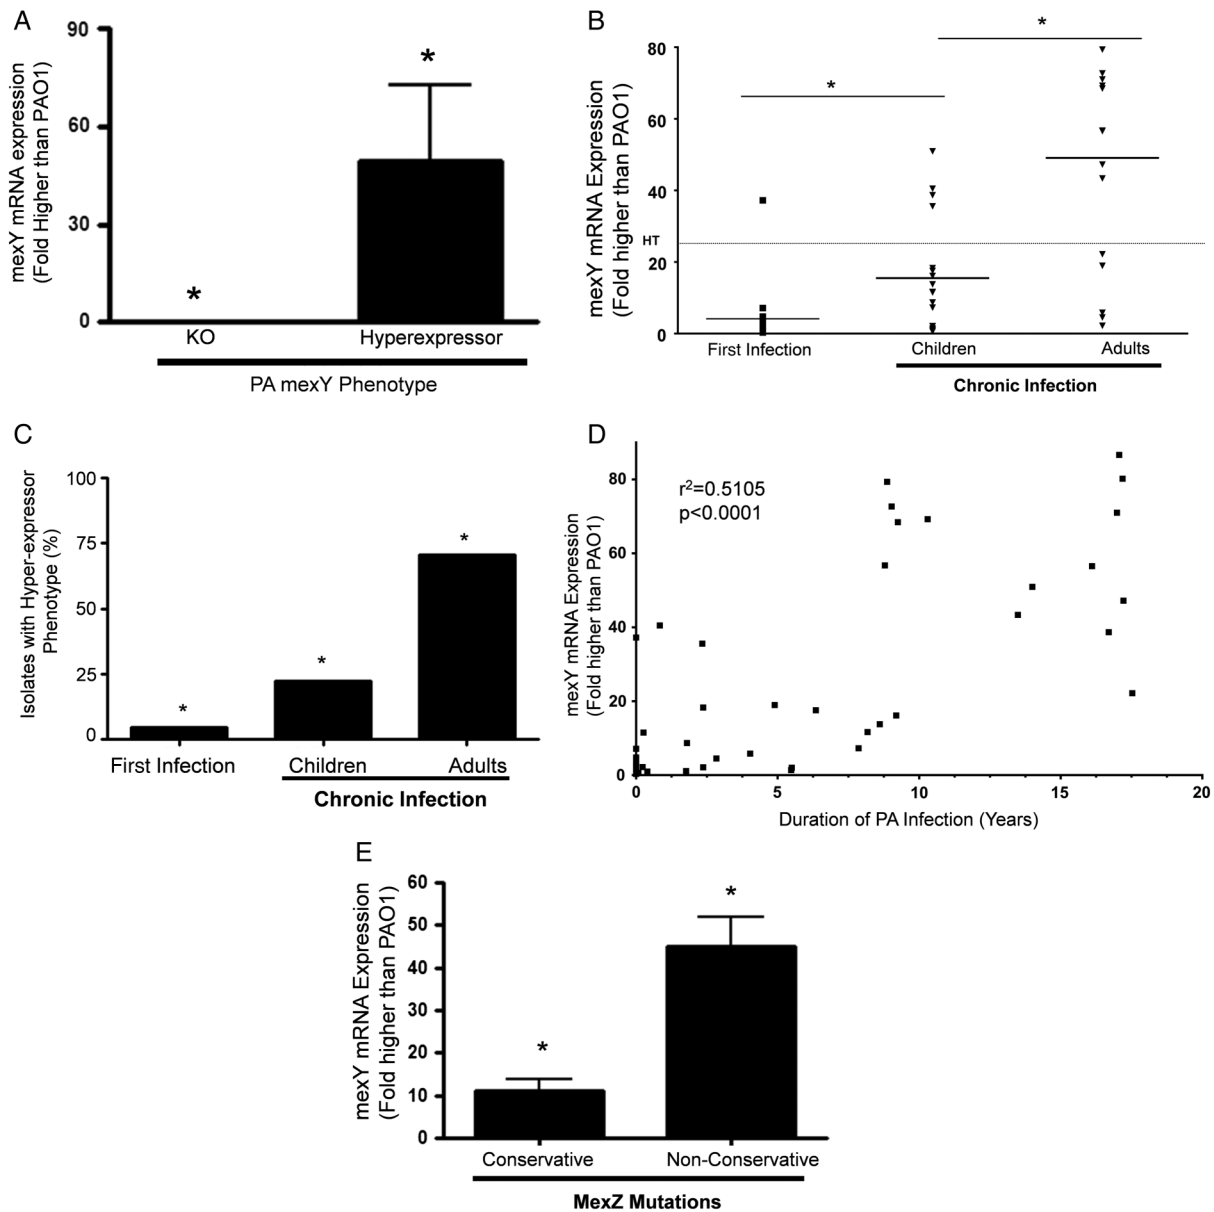 A
mexY mRNA expression
(Fold Higher than PAO1)
90
60
30
0
*
*
KO
Hyperexpressor
PA mexY Phenotype
B
mexY mRNA Expression
(Fold higher than PAO1)
80
60
40
HT
20
0
*
*
First Infection
Children
Adults
Chronic Infection
C
Isolates with Hyper-expressor
Phenotype (%)
100
75
50
25
0
*
*
*
First Infection
Children
Adults
Chronic Infection
D
mexY mRNA Expression
(Fold higher than PAO1)
80
60
40
20
0
r²=0.5105
p<0.0001
0
5
10
15
20
Duration of PA Infection (Years)
E
mexY mRNA Expression
(Fold higher than PAO1)
60
50
40
30
20
10
0
*
*
Conservative
Non-Conservative
MexZ Mutations